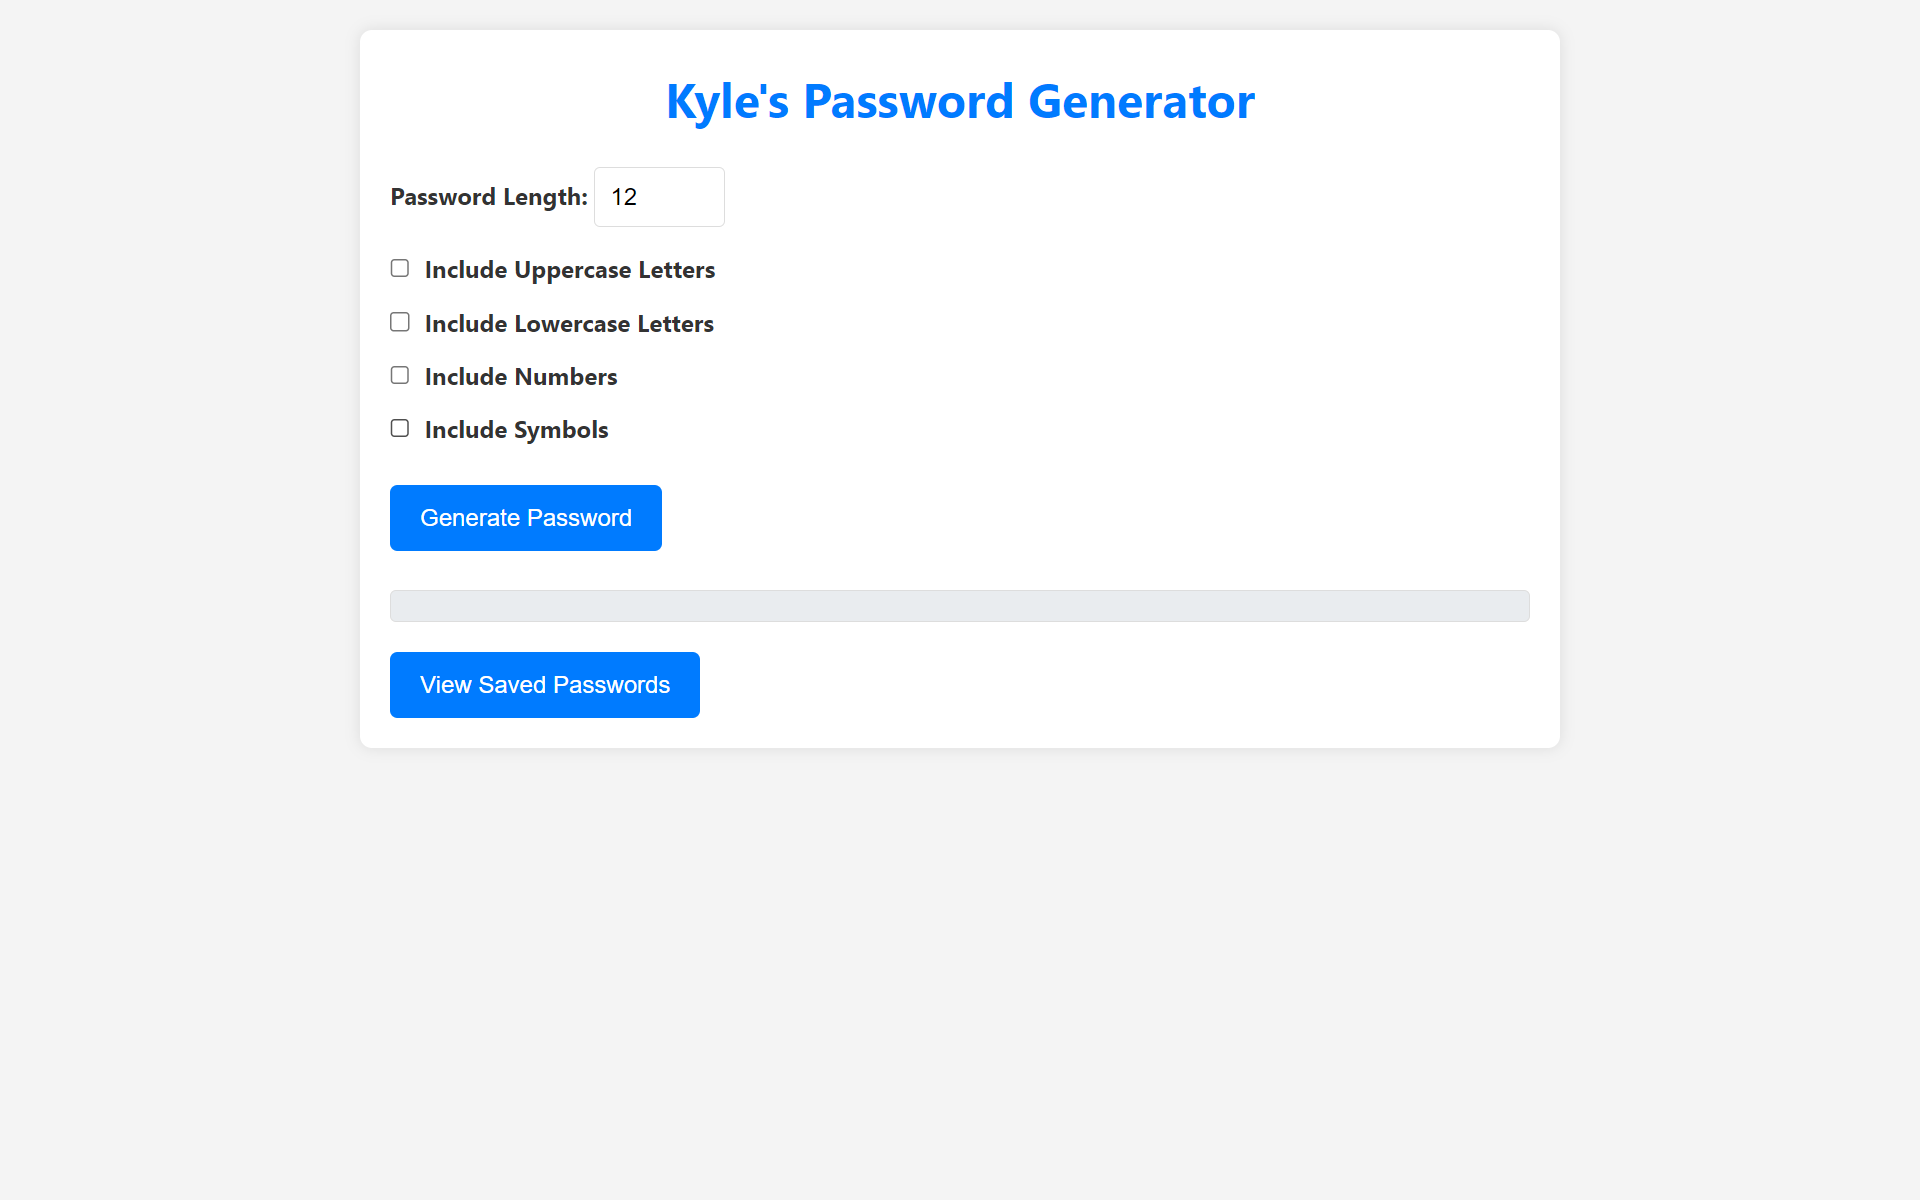 Kyle's Password Generator
Password Length: 12
Include Uppercase Letters
Include Lowercase Letters
Include Numbers
Include Symbols
Generate Password
View Saved Passwords